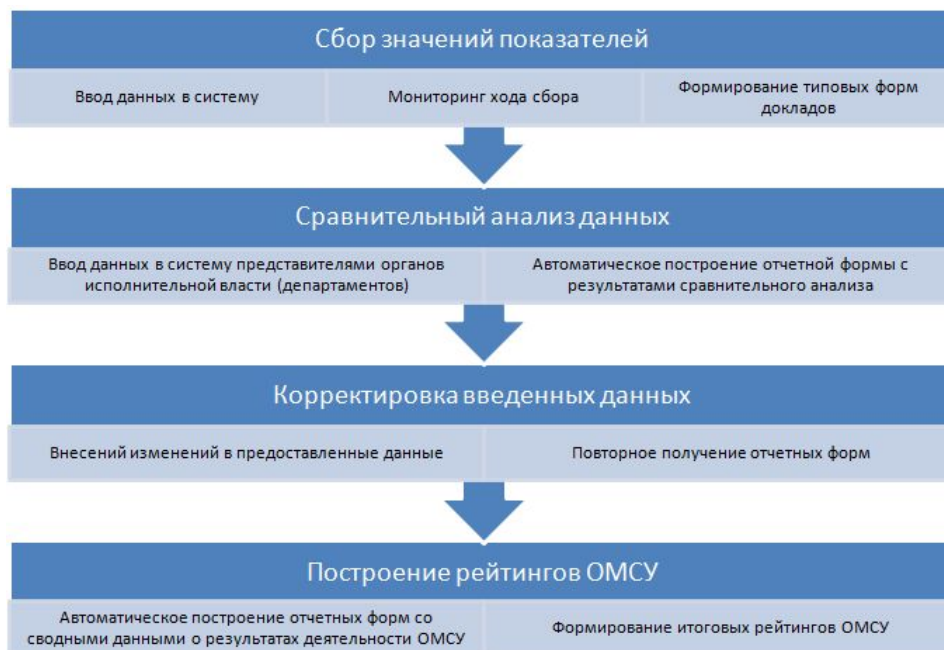 Сбор значений показателей
Ввод данных в систему
Мониторинг хода сбора
Формирование типовых форм
докладов
Сравнительный анализ данных
Ввод данных в систему представителями органов
исполнительной власти (департаментов)
Автоматическое построение отчетной формы с
результатами сравнительного анализа
Корректировка введенных данных
Внесений изменений в предоставленные данные
Повторное получение отчетных форм
Построение рейтингов ОМСУ
Автоматическое построение отчетных форм со
сводными данными о результатах деятельности ОМСУ
Формирование итоговых рейтингов ОМСУ